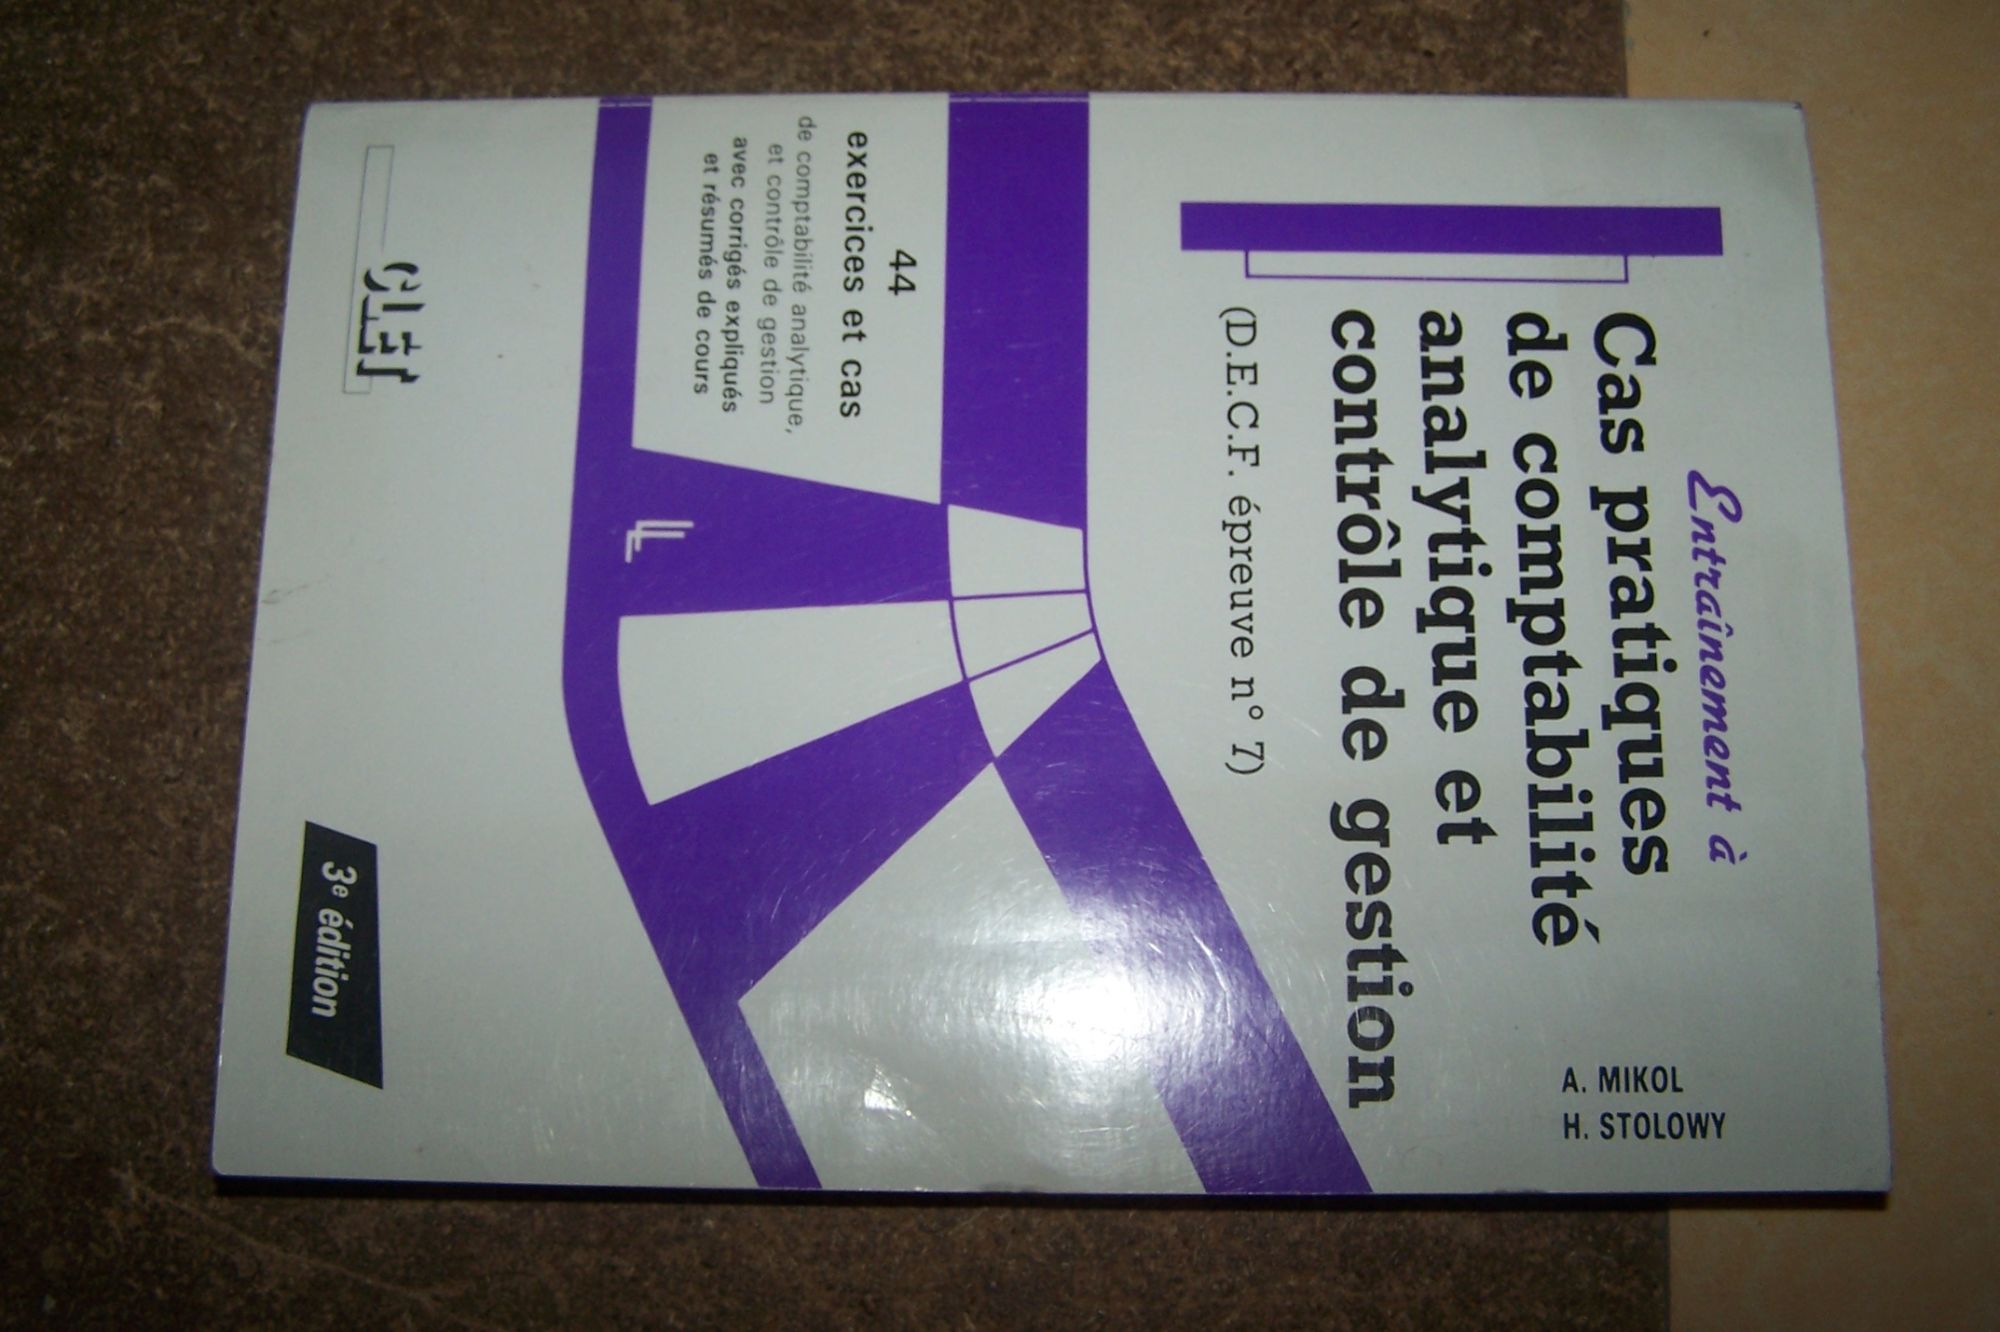 A. MIKOL
H. STOLOWY
Entraînement à
Cas pratiques
de comptabilité
analytique et
contrôle de gestion
(D.E.C.F. épreuve n° 7)
44
exercices et cas
de comptabilité analytique,
et contrôle de gestion
avec corrigés expliqués
et résumés de cours
CLET
3e édition